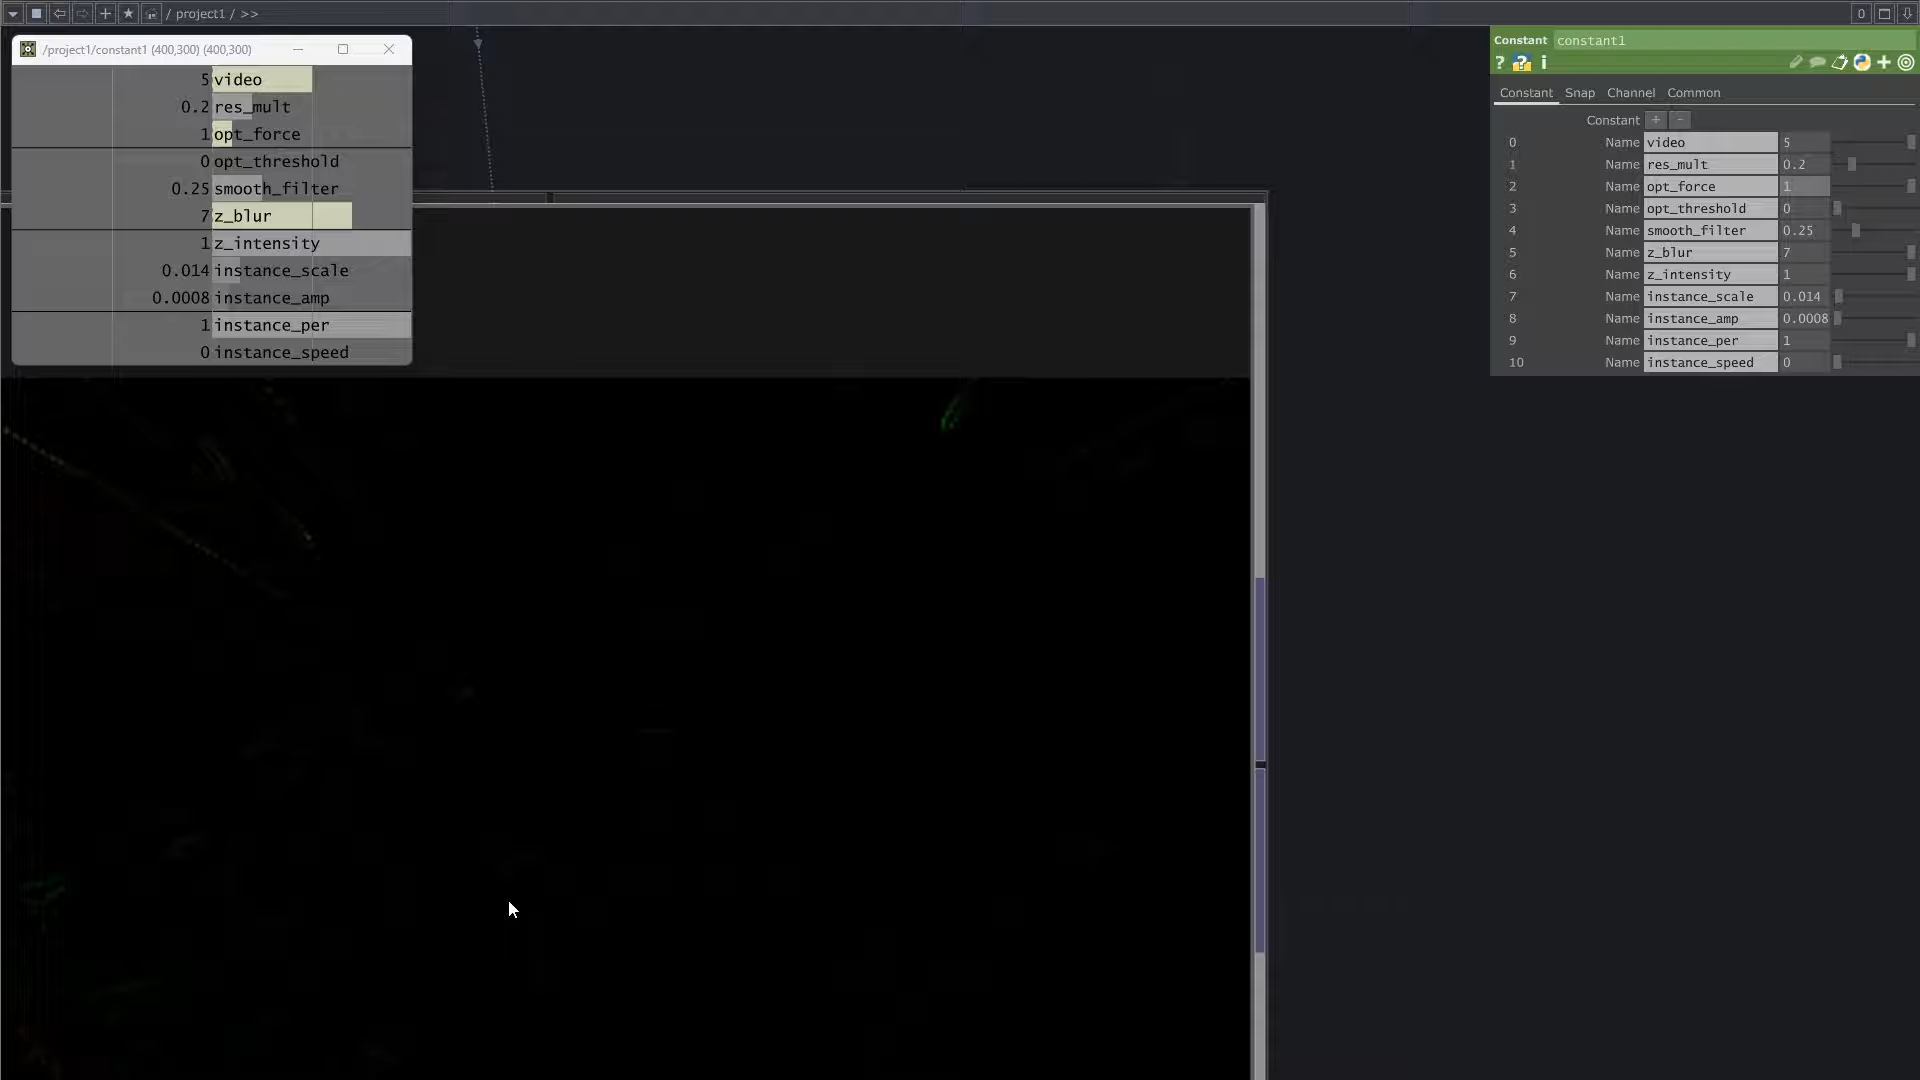 / project1 / >>
0
/project1/constant1 (400,300) (400,300)
5 video
0.2 res_mult
1 opt_force
0 opt_threshold
0.25 smooth_filter
7 z_blur
1 z_intensity
0.014 instance_scale
0.0008 instance_amp
1 instance_per
0 instance_speed
Constant constant1
? ? i
Constant Snap Channel Common
Constant + -
0 Name video 5
1 Name res_mult 0.2
2 Name opt_force 1
3 Name opt_threshold 0
4 Name smooth_filter 0.25
5 Name z_blur 7
6 Name z_intensity 1
7 Name instance_scale 0.014
8 Name instance_amp 0.0008
9 Name instance_per 1
10 Name instance_speed 0